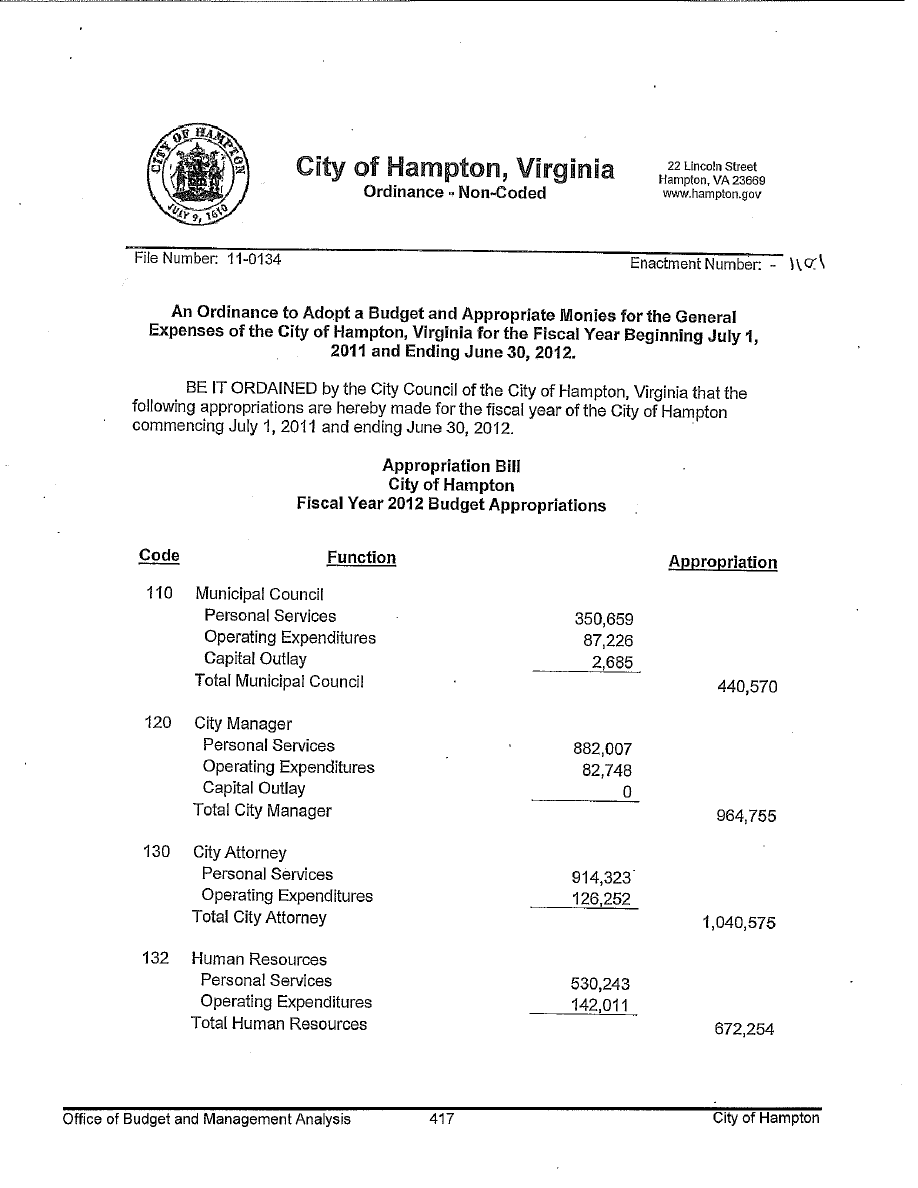 CITY OF HAMPTON
JULY 9, 1610
City of Hampton, Virginia
Ordinance - Non-Coded
22 Lincoln Street
Hampton, VA 23669
www.hampton.gov
File Number: 11-0134
Enactment Number: -
An Ordinance to Adopt a Budget and Appropriate Monies for the General
Expenses of the City of Hampton, Virginia for the Fiscal Year Beginning July 1,
2011 and Ending June 30, 2012.
BE IT ORDAINED by the City Council of the City of Hampton, Virginia that the
following appropriations are hereby made for the fiscal year of the City of Hampton
commencing July 1, 2011 and ending June 30, 2012.
Appropriation Bill
City of Hampton
Fiscal Year 2012 Budget Appropriations
Code Function Appropriation
110 Municipal Council
Personal Services 350,659
Operating Expenditures 87,226
Capital Outlay 2,685
Total Municipal Council 440,570
120 City Manager
Personal Services 882,007
Operating Expenditures 82,748
Capital Outlay 0
Total City Manager 964,755
130 City Attorney
Personal Services 914,323
Operating Expenditures 126,252
Total City Attorney 1,040,575
132 Human Resources
Personal Services 530,243
Operating Expenditures 142,011
Total Human Resources 672,254
Office of Budget and Management Analysis 417 City of Hampton